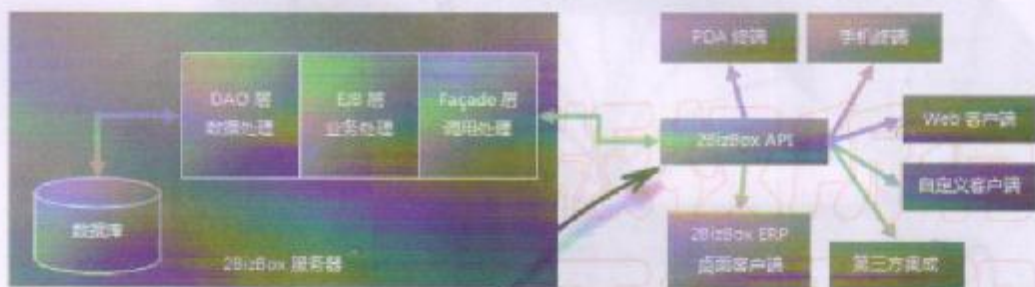 PDA 终端
手机终端
DAO 层
数据处理
EJB 层
业务处理
Façade 层
调用处理
2BizBox API
Web 客户端
自定义客户端
数据库
2BizBox 服务器
2BizBox ERP
桌面客户端
第三方集成